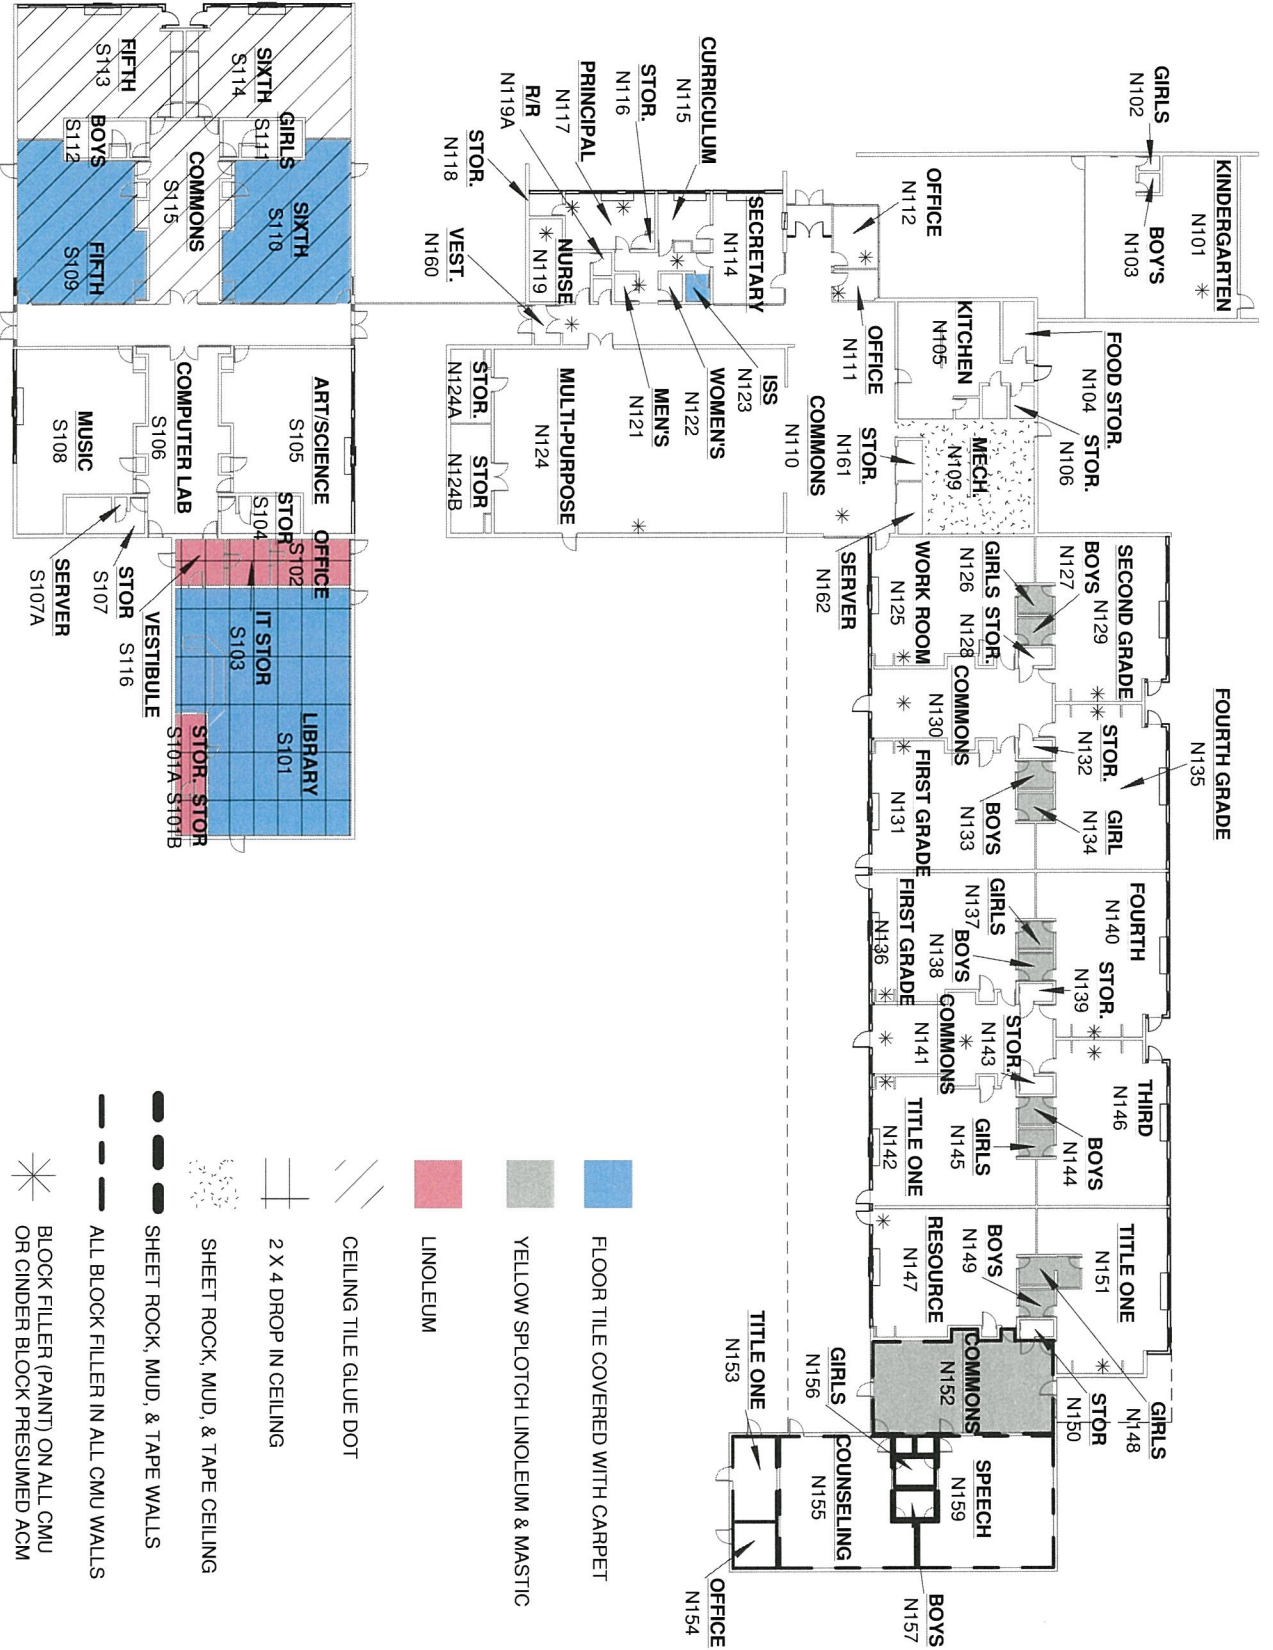 KINDERGARTEN
N101
GIRLS
N102
BOY'S
N103
FOOD STOR.
N104
STOR.
N106
KITCHEN
N105
MECH.
N109
OFFICE
N112
OFFICE
N111
STOR.
N161
COMMONS
N110
SERVER
N162
CURRICULUM
N115
STOR.
N116
PRINCIPAL
N117
R/R
N119A
STOR.
N118
VEST.
N160
SECRETARY
N114
NURSE
N119
ISS
N123
WOMEN'S
N122
MEN'S
N121
MULTI-PURPOSE
N124
STOR.
N124A
STOR
N124B
SECOND GRADE
N129
BOYS
N127
GIRLS
N126
STOR.
N128
WORK ROOM
N125
COMMONS
N130
FOURTH GRADE
N135
STOR.
N132
GIRL
N134
BOYS
N133
FIRST GRADE
N131
FOURTH
N140
STOR.
N139
GIRLS
N137
BOYS
N138
FIRST GRADE
N136
COMMONS
N141
STOR.
N143
THIRD
N146
BOYS
N144
GIRLS
N145
TITLE ONE
N142
TITLE ONE
N151
BOYS
N149
RESOURCE
N147
GIRLS
N148
STOR
N150
COMMONS
N152
GIRLS
N156
TITLE ONE
N153
SPEECH
N159
COUNSELING
N155
BOYS
N157
OFFICE
N154
SIXTH
S114
FIFTH
S113
GIRLS
S111
BOYS
S112
COMMONS
S115
SIXTH
S110
FIFTH
S109
ART/SCIENCE
S105
COMPUTER LAB
S106
MUSIC
S108
STOR
S104
OFFICE
S102
IT STOR
S103
VESTIBULE
S116
STOR
S107
SERVER
S107A
LIBRARY
S101
STOR.
S101A
STOR
S101B
FLOOR TILE COVERED WITH CARPET
YELLOW SPLOTCH LINOLEUM & MASTIC
LINOLEUM
CEILING TILE GLUE DOT
2 X 4 DROP IN CEILING
SHEET ROCK, MUD, & TAPE CEILING
SHEET ROCK, MUD, & TAPE WALLS
ALL BLOCK FILLER IN ALL CMU WALLS
BLOCK FILLER (PAINT) ON ALL CMU
OR CINDER BLOCK PRESUMED ACM